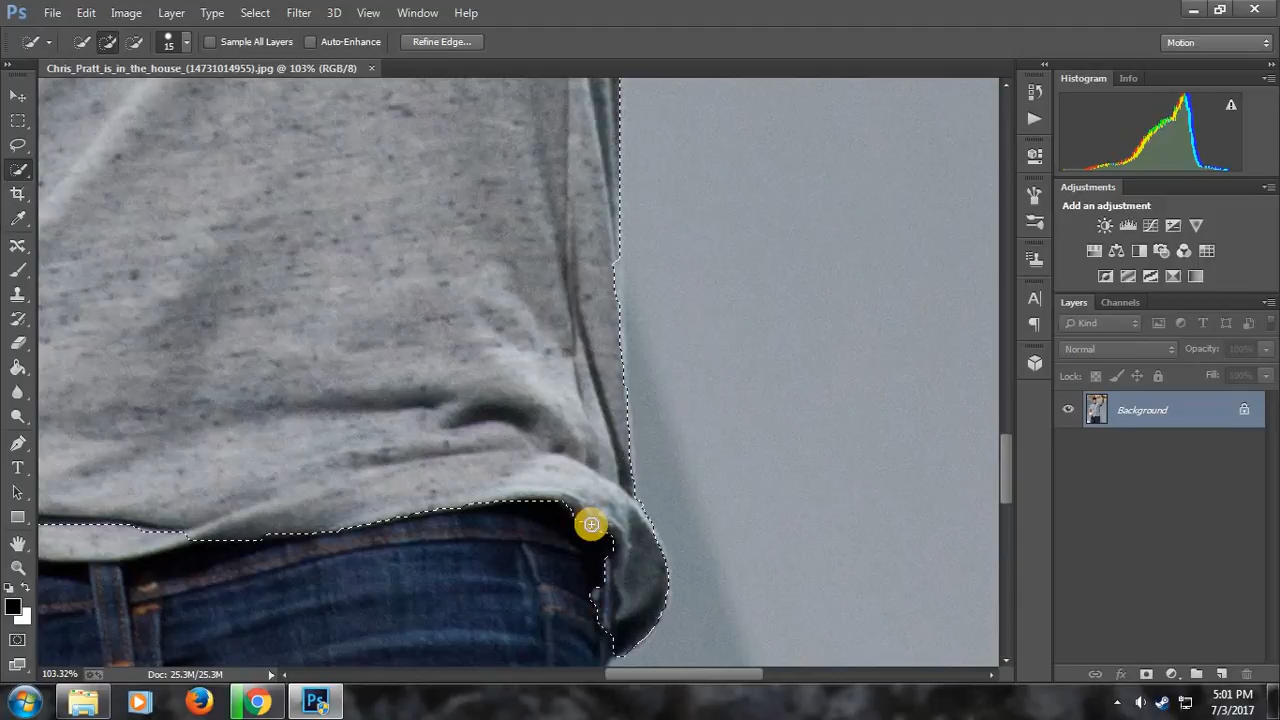 Ps File Edit Image Layer Type Select Filter 3D View Window Help
15 Sample All Layers Auto-Enhance Refine Edge... Motion
Chris_Pratt_is_in_the_house_(14731014955).jpg @ 103% (RGB/8) ×
Histogram Info
Adjustments
Add an adjustment
Layers Channels
Kind
Normal Opacity: 100%
Lock: Fill: 100%
Background
103.32% Doc: 25.3M/25.3M
5:01 PM
7/3/2017